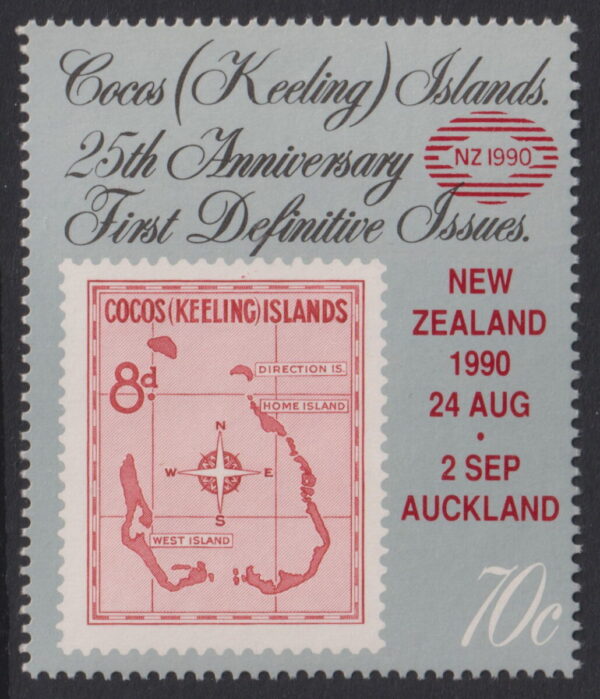 Cocos (Keeling) Islands.
25th Anniversary
First Definitive Issues.
NZ 1990
NEW
ZEALAND
1990
24 AUG
·
2 SEP
AUCKLAND
COCOS (KEELING) ISLANDS
8d.
DIRECTION IS.
HOME ISLAND
N
W E
S
WEST ISLAND
70c